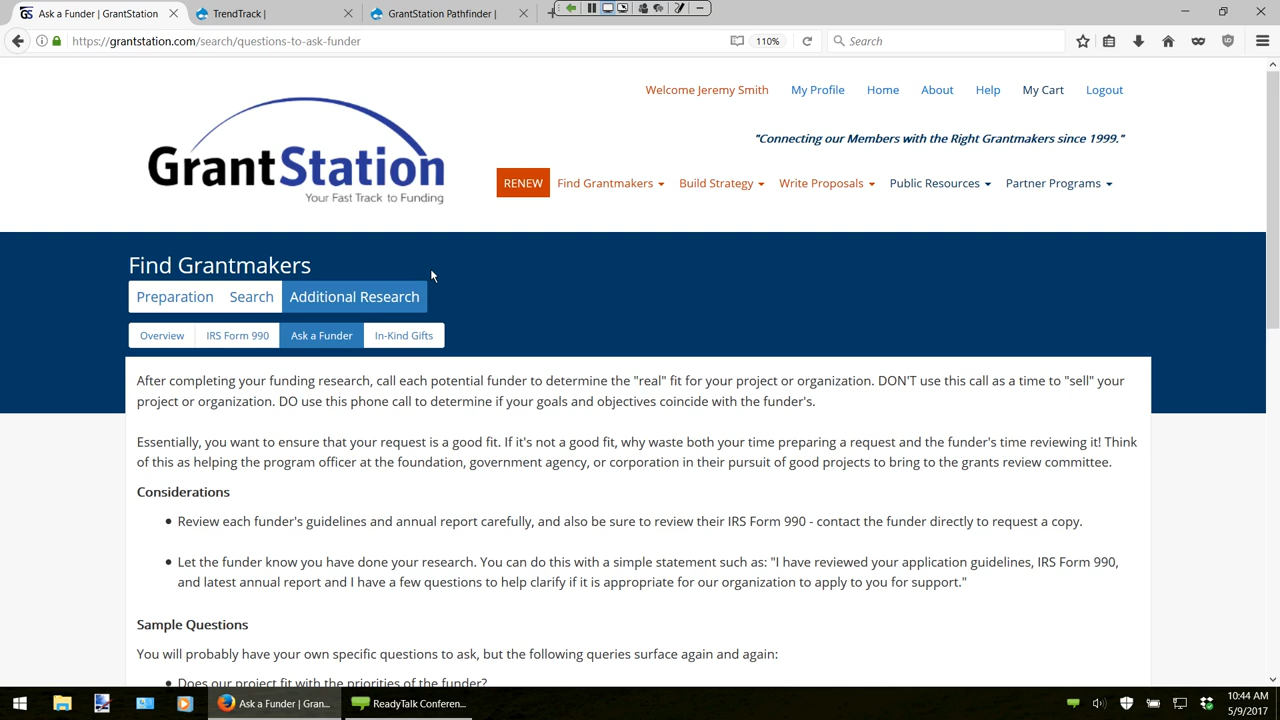 Ask a Funder | GrantStation
TrendTrack |
GrantStation Pathfinder |
https://grantstation.com/search/questions-to-ask-funder
110%
Search
Welcome Jeremy Smith
My Profile
Home
About
Help
My Cart
Logout
"Connecting our Members with the Right Grantmakers since 1999."
GrantStation
Your Fast Track to Funding
RENEW
Find Grantmakers
Build Strategy
Write Proposals
Public Resources
Partner Programs
Find Grantmakers
Preparation
Search
Additional Research
Overview
IRS Form 990
Ask a Funder
In-Kind Gifts
After completing your funding research, call each potential funder to determine the "real" fit for your project or organization. DON'T use this call as a time to "sell" your
project or organization. DO use this phone call to determine if your goals and objectives coincide with the funder's.
Essentially, you want to ensure that your request is a good fit. If it's not a good fit, why waste both your time preparing a request and the funder's time reviewing it! Think
of this as helping the program officer at the foundation, government agency, or corporation in their pursuit of good projects to bring to the grants review committee.
Considerations
Review each funder's guidelines and annual report carefully, and also be sure to review their IRS Form 990 - contact the funder directly to request a copy.
Let the funder know you have done your research. You can do this with a simple statement such as: "I have reviewed your application guidelines, IRS Form 990,
and latest annual report and I have a few questions to help clarify if it is appropriate for our organization to apply to you for support."
Sample Questions
You will probably have your own specific questions to ask, but the following queries surface again and again:
Does our project fit with the priorities of the funder?
Ask a Funder | Gran...
ReadyTalk Conferen...
10:44 AM
5/9/2017